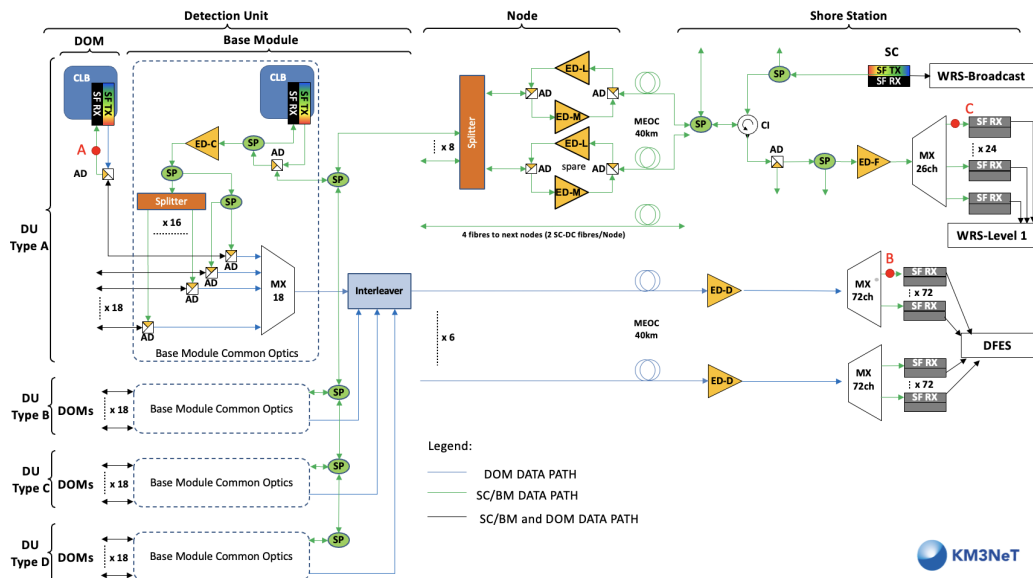 Detection Unit
Node
Shore Station
DOM
Base Module
SC
CLB
SF RX
SF TX
CLB
SF RX
SF TX
A
AD
ED-C
SP
AD
SP
SP
Splitter
SP
x 16
AD
AD
AD
AD
x 18
MX
18
Base Module Common Optics
DU
Type A
SP
Interleaver
Splitter
x 8
ED-L
AD
AD
ED-M
ED-L
spare
AD
AD
ED-M
MEOC
40km
4 fibres to next nodes (2 SC-DC fibres/Node)
SP
SP
CI
SF TX
SF RX
WRS-Broadcast
AD
SP
ED-F
MX
26ch
C
SF RX
x 24
SF RX
SF RX
WRS-Level 1
x 6
ED-D
MEOC
40km
ED-D
B
MX
72ch
SF RX
x 72
SF RX
DFES
MX
72ch
SF RX
x 72
SF RX
DU
Type B
DOMs
x 18
Base Module Common Optics
SP
DU
Type C
DOMs
x 18
Base Module Common Optics
SP
DU
Type D
DOMs
x 18
Base Module Common Optics
SP
Legend:
DOM DATA PATH
SC/BM DATA PATH
SC/BM and DOM DATA PATH
KM3NeT